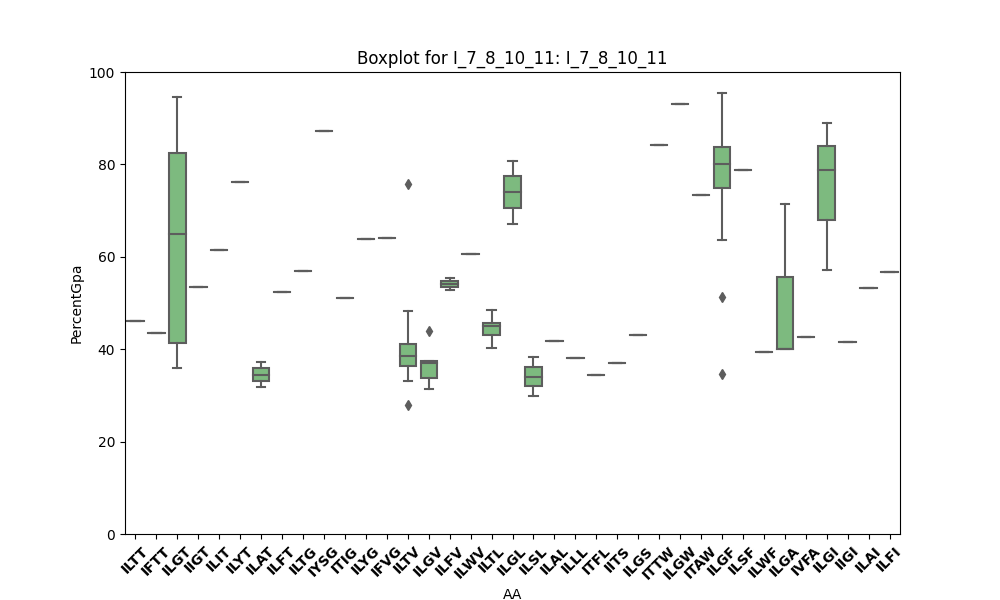 Boxplot for I_7_8_10_11: I_7_8_10_11
PercentGpa
100
80
60
40
20
0
ILTT IFTT ILGT IIGT ILIT ILYT ILAT ILFT ILTG IYSG ITIG ILYG IFVG ILTV ILGV ILFV ILWV ILTL ILGL ILSL ILAL ILLL ITFL IITS ILGS ITTW ILGW ITAW ILGF ILSF ILWF ILGA IVFA ILGI IIGI ILAI ILFI
AA